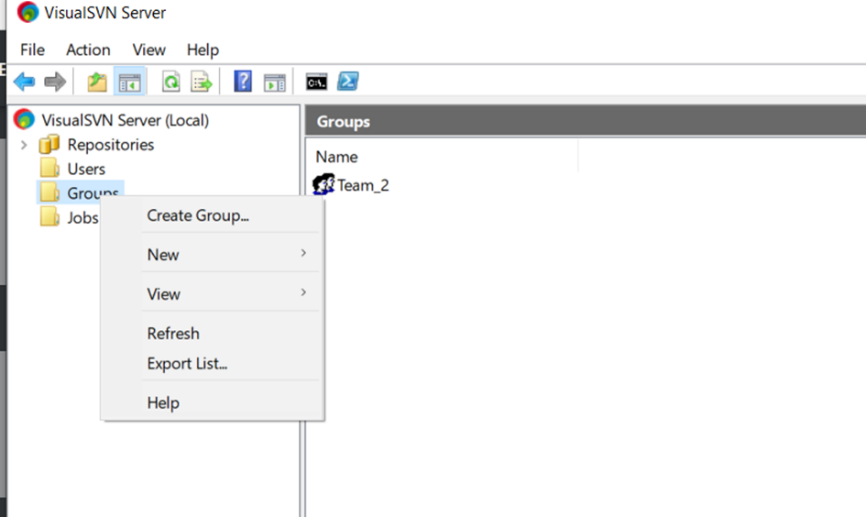 VisualSVN Server
File Action View Help
VisualSVN Server (Local)
Repositories
Users
Groups
Jobs
Create Group...
New
View
Refresh
Export List...
Help
Groups
Name
Team_2